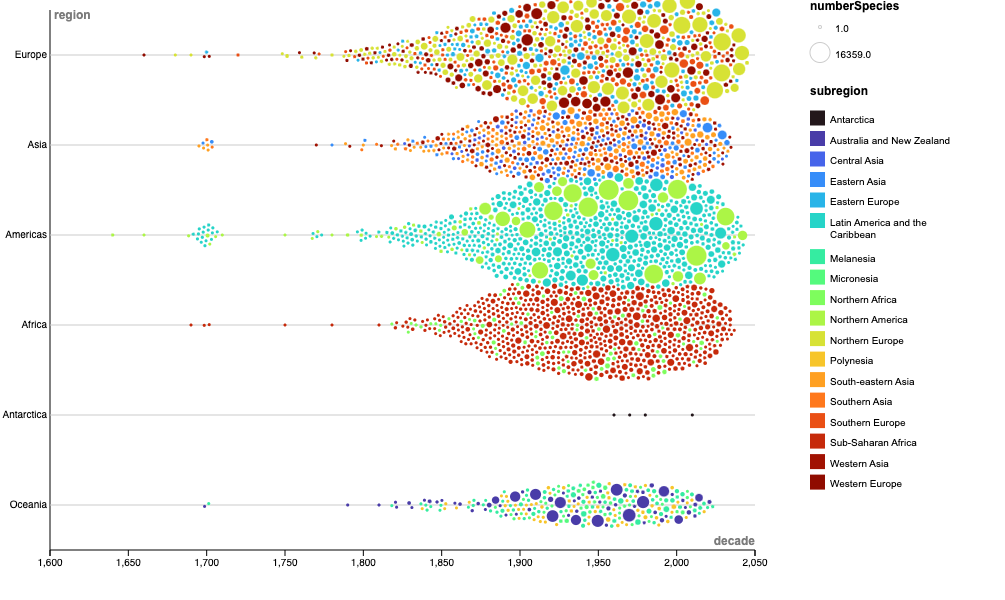 region
Europe
Asia
Americas
Africa
Antarctica
Oceania
decade
1,600
1,650
1,700
1,750
1,800
1,850
1,900
1,950
2,000
2,050
numberSpecies
1.0
16359.0
subregion
Antarctica
Australia and New Zealand
Central Asia
Eastern Asia
Eastern Europe
Latin America and the
Caribbean
Melanesia
Micronesia
Northern Africa
Northern America
Northern Europe
Polynesia
South-eastern Asia
Southern Asia
Southern Europe
Sub-Saharan Africa
Western Asia
Western Europe